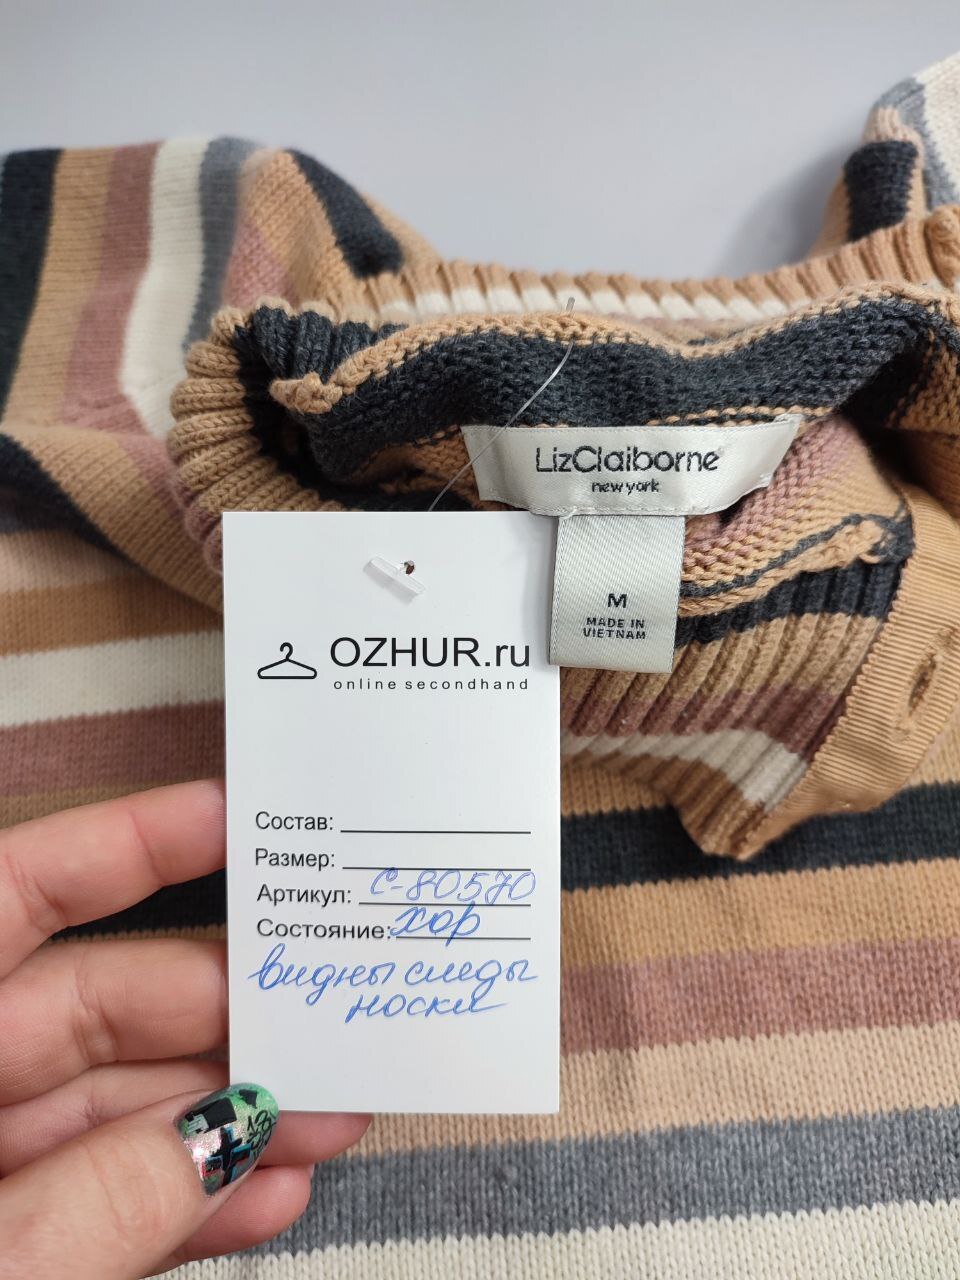 LizClaiborne
new york
M
MADE IN
VIETNAM
OZHUR.ru
online secondhand
Состав:
Размер:
Артикул: С-80570
Состояние: хор
видны следы
носки